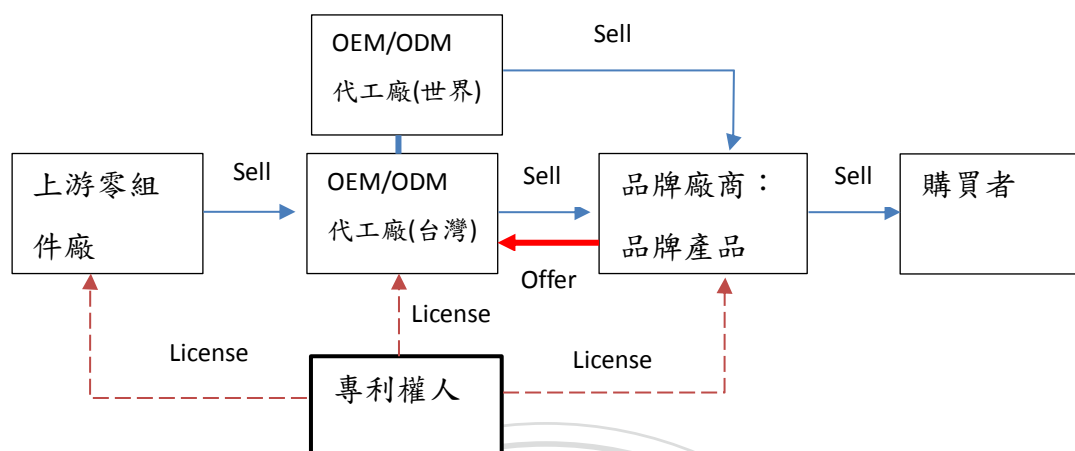 OEM/ODM
代工廠(世界)
Sell
上游零組
件廠
Sell
OEM/ODM
代工廠(台灣)
Sell
Offer
品牌廠商：
品牌產品
Sell
購買者
License
License
License
專利權人